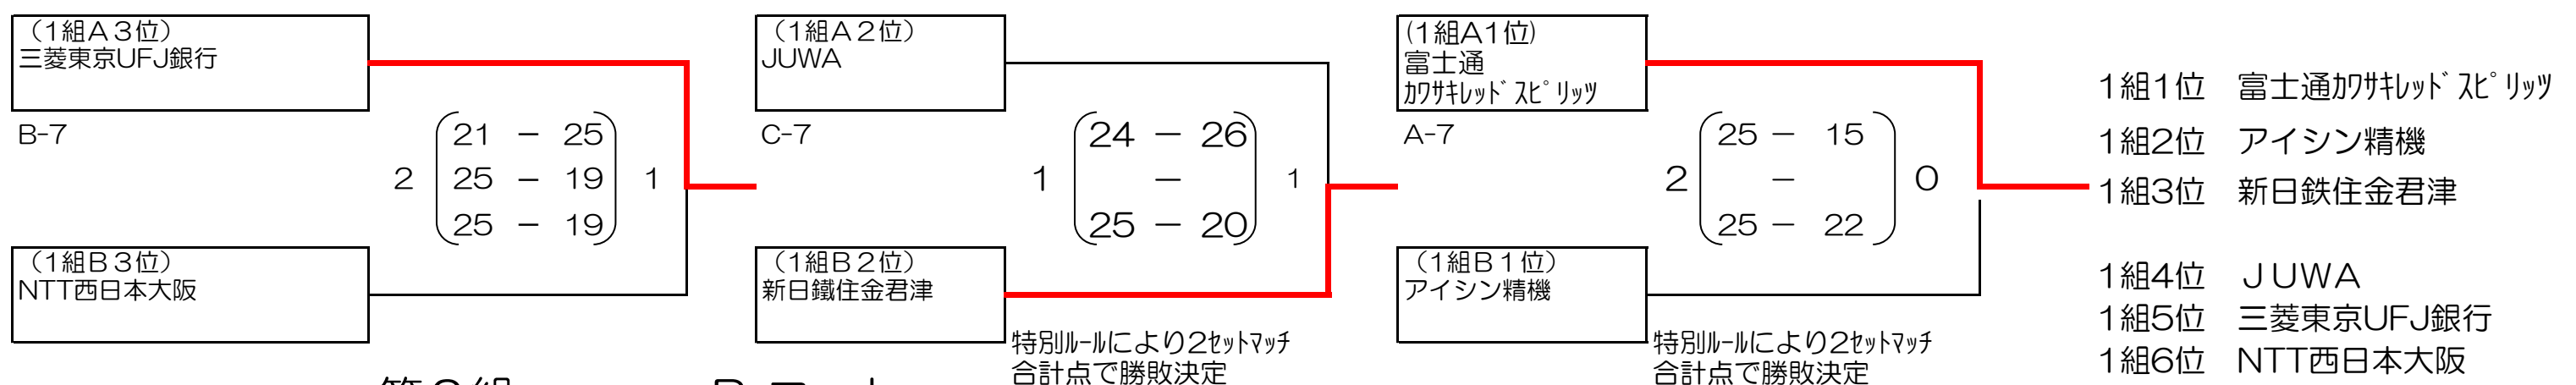 （１組Ａ３位）
三菱東京UFJ銀行
B-7
2
21 － 25
25 － 19
25 － 19
1
（１組Ｂ３位）
NTT西日本大阪
（１組Ａ２位）
JUWA
C-7
1
24 － 26
－
25 － 20
1
（１組Ｂ２位）
新日鐵住金君津
特別ﾙｰﾙにより2ｾｯﾄﾏｯﾁ
合計点で勝敗決定
(１組A１位)
富士通
ｶﾜｻｷﾚｯﾄﾞｽﾋﾟﾘｯﾂ
A-7
2
25 － 15
－
25 － 22
0
（１組Ｂ１位）
アイシン精機
特別ﾙｰﾙにより2ｾｯﾄﾏｯﾁ
合計点で勝敗決定
1組1位 富士通ｶﾜｻｷﾚｯﾄﾞｽﾋﾟﾘｯﾂ
1組2位 アイシン精機
1組3位 新日鉄住金君津
1組4位 ＪＵＷＡ
1組5位 三菱東京UFJ銀行
1組6位 NTT西日本大阪